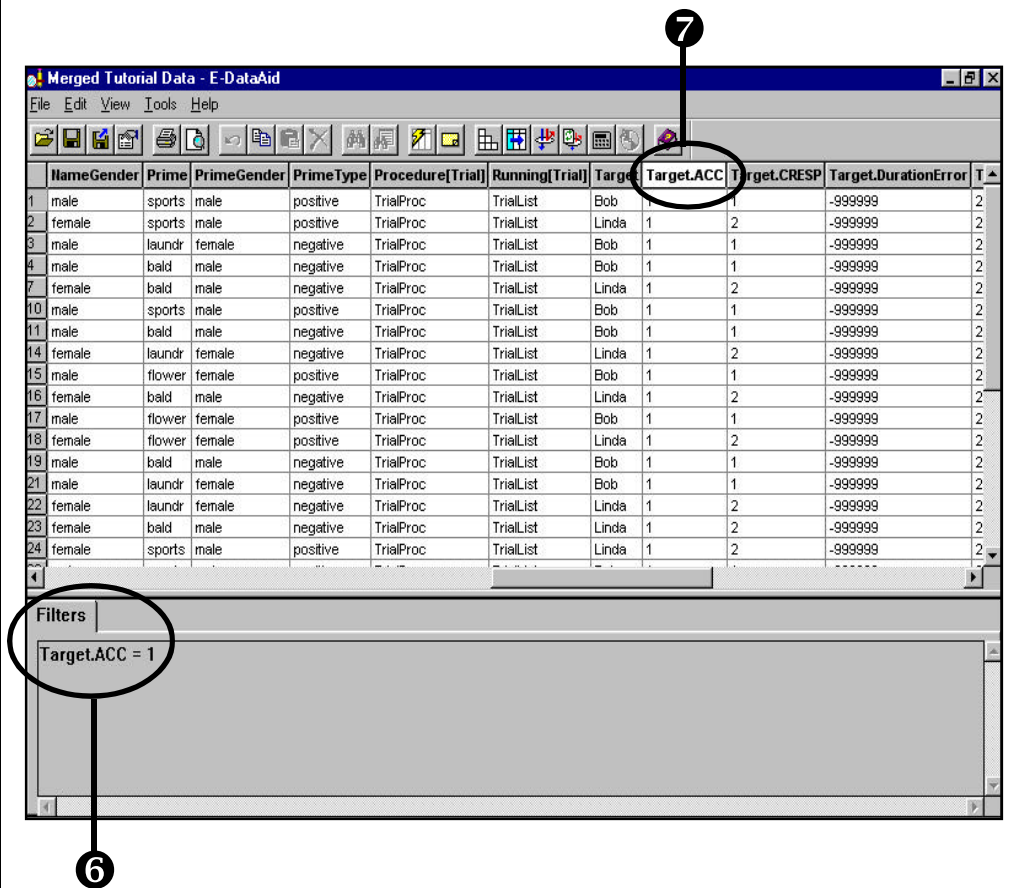 7
Merged Tutorial Data - E-DataAid
File Edit View Tools Help
NameGender Prime PrimeGender PrimeType Procedure[Trial] Running[Trial] Target Target.ACC Target.CRESP Target.DurationError T
1 male sports male positive TrialProc TrialList Bob 1 1 -999999 2
2 female sports male positive TrialProc TrialList Linda 1 2 -999999 2
3 male laundr female negative TrialProc TrialList Bob 1 1 -999999 2
4 male bald male negative TrialProc TrialList Bob 1 1 -999999 2
7 female bald male negative TrialProc TrialList Linda 1 2 -999999 2
10 male sports male positive TrialProc TrialList Bob 1 1 -999999 2
11 male bald male negative TrialProc TrialList Bob 1 1 -999999 2
14 female laundr female negative TrialProc TrialList Linda 1 2 -999999 2
15 male flower female positive TrialProc TrialList Bob 1 1 -999999 2
16 female bald male negative TrialProc TrialList Linda 1 2 -999999 2
17 male flower female positive TrialProc TrialList Bob 1 1 -999999 2
18 female flower female positive TrialProc TrialList Linda 1 2 -999999 2
19 male bald male negative TrialProc TrialList Bob 1 1 -999999 2
21 male laundr female negative TrialProc TrialList Bob 1 1 -999999 2
22 female laundr female negative TrialProc TrialList Linda 1 2 -999999 2
23 female bald male negative TrialProc TrialList Linda 1 2 -999999 2
24 female sports male positive TrialProc TrialList Linda 1 2 -999999 2
Filters
Target.ACC = 1
6